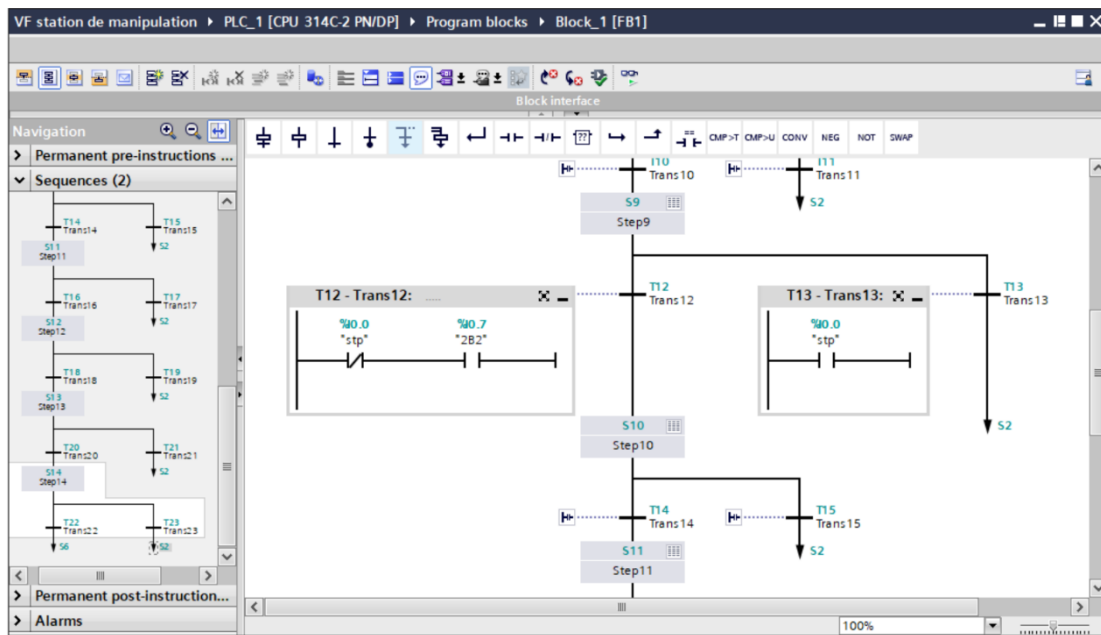 VF station de manipulation ▸ PLC_1 [CPU 314C-2 PN/DP] ▸ Program blocks ▸ Block_1 [FB1]
Block interface
Navigation
Permanent pre-instructions ...
Sequences (2)
T14
Trans14
T15
Trans15
S11
Step11
S2
T16
Trans16
T17
Trans17
S12
Step12
S2
T18
Trans18
T19
Trans19
S13
Step13
S2
T20
Trans20
T21
Trans21
S14
Step14
S2
T22
Trans22
T23
Trans23
S6
S2
Permanent post-instruction...
Alarms
CMP>T CMP>U CONV NEG NOT SWAP
T10
Trans10
T11
Trans11
S9
Step9
S2
T12 - Trans12: .....
%I0.0
"stp"
%I0.7
"2B2"
T12
Trans12
T13 - Trans13:
%I0.0
"stp"
T13
Trans13
S10
Step10
S2
T14
Trans14
T15
Trans15
S11
Step11
S2
100%